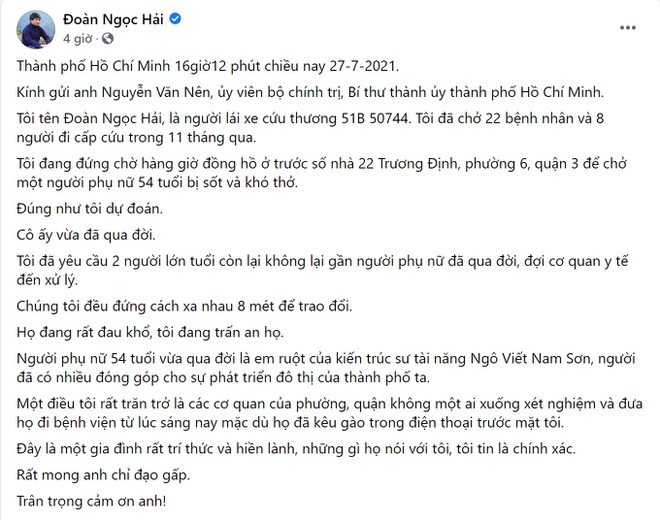 Đoàn Ngọc Hải
4 giờ ·
Thành phố Hồ Chí Minh 16giờ12 phút chiều nay 27-7-2021.
Kính gửi anh Nguyễn Văn Nên, ủy viên bộ chính trị, Bí thư thành ủy thành phố Hồ Chí Minh.
Tôi tên Đoàn Ngọc Hải, là người lái xe cứu thương 51B 50744. Tôi đã chở 22 bệnh nhân và 8
người đi cấp cứu trong 11 tháng qua.
Tôi đang đứng chờ hàng giờ đồng hồ ở trước số nhà 22 Trương Định, phường 6, quận 3 để chở
một người phụ nữ 54 tuổi bị sốt và khó thở.
Đúng như tôi dự đoán.
Cô ấy vừa đã qua đời.
Tôi đã yêu cầu 2 người lớn tuổi còn lại không lại gần người phụ nữ đã qua đời, đợi cơ quan y tế
đến xử lý.
Chúng tôi đều đứng cách xa nhau 8 mét để trao đổi.
Họ đang rất đau khổ, tôi đang trấn an họ.
Người phụ nữ 54 tuổi vừa qua đời là em ruột của kiến trúc sư tài năng Ngô Viết Nam Sơn, người
đã có nhiều đóng góp cho sự phát triển đô thị của thành phố ta.
Một điều tôi rất trăn trở là các cơ quan của phường, quận không một ai xuống xét nghiệm và đưa
họ đi bệnh viện từ lúc sáng nay mặc dù họ đã kêu gào trong điện thoại trước mặt tôi.
Đây là một gia đình rất trí thức và hiền lành, những gì họ nói với tôi, tôi tin là chính xác.
Rất mong anh chỉ đạo gấp.
Trân trọng cảm ơn anh!